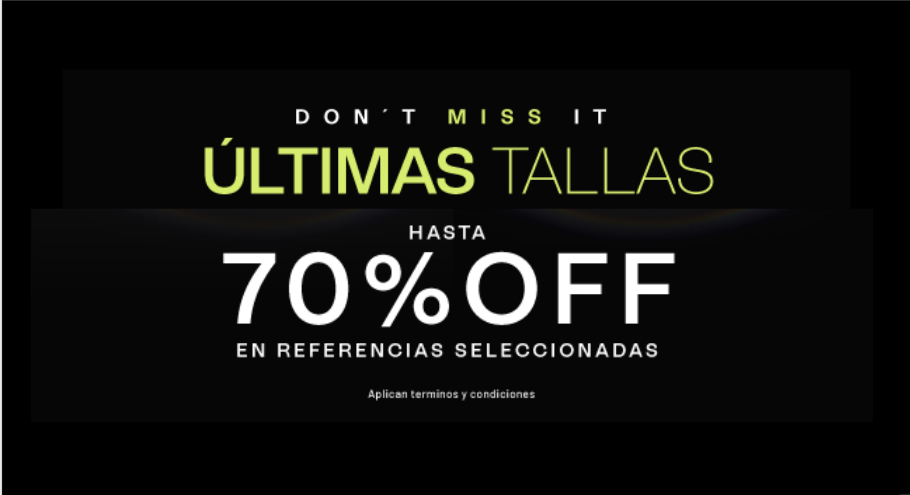 DON´T MISS IT
ÚLTIMAS TALLAS
HASTA
70%OFF
EN REFERENCIAS SELECCIONADAS
Aplican terminos y condiciones